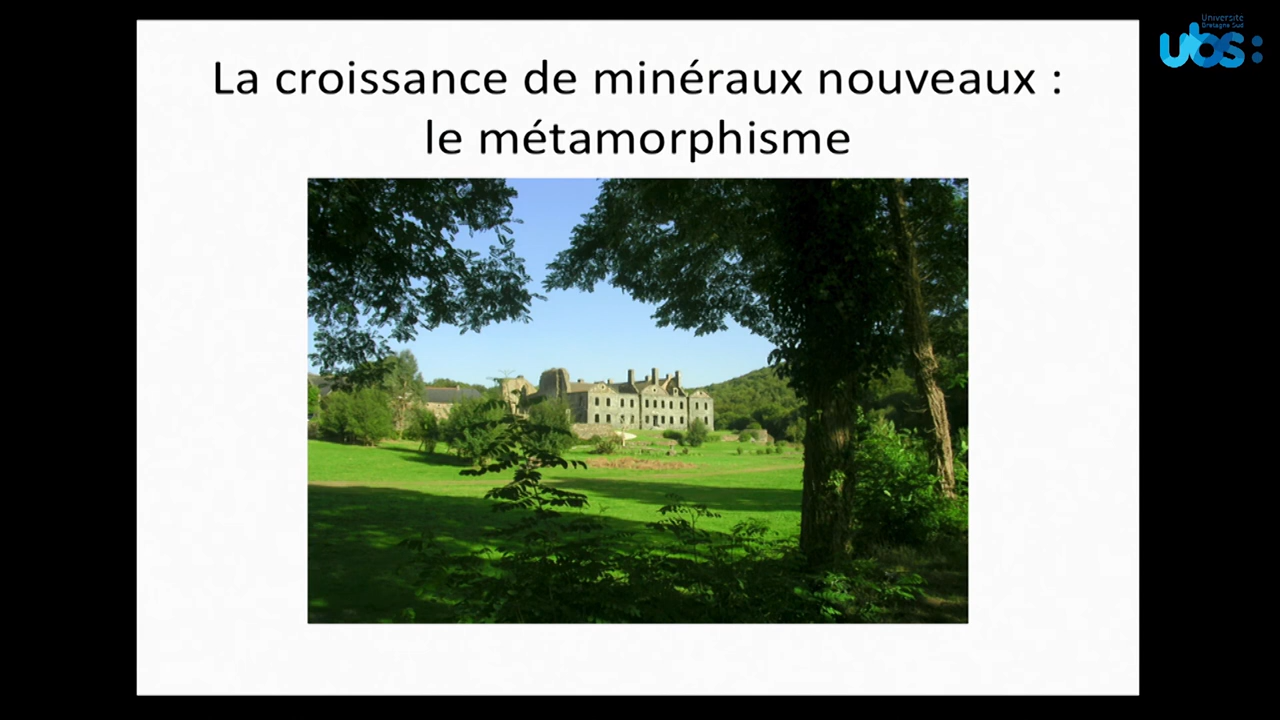 Université
Bretagne Sud
ubs:
La croissance de minéraux nouveaux :
le métamorphisme